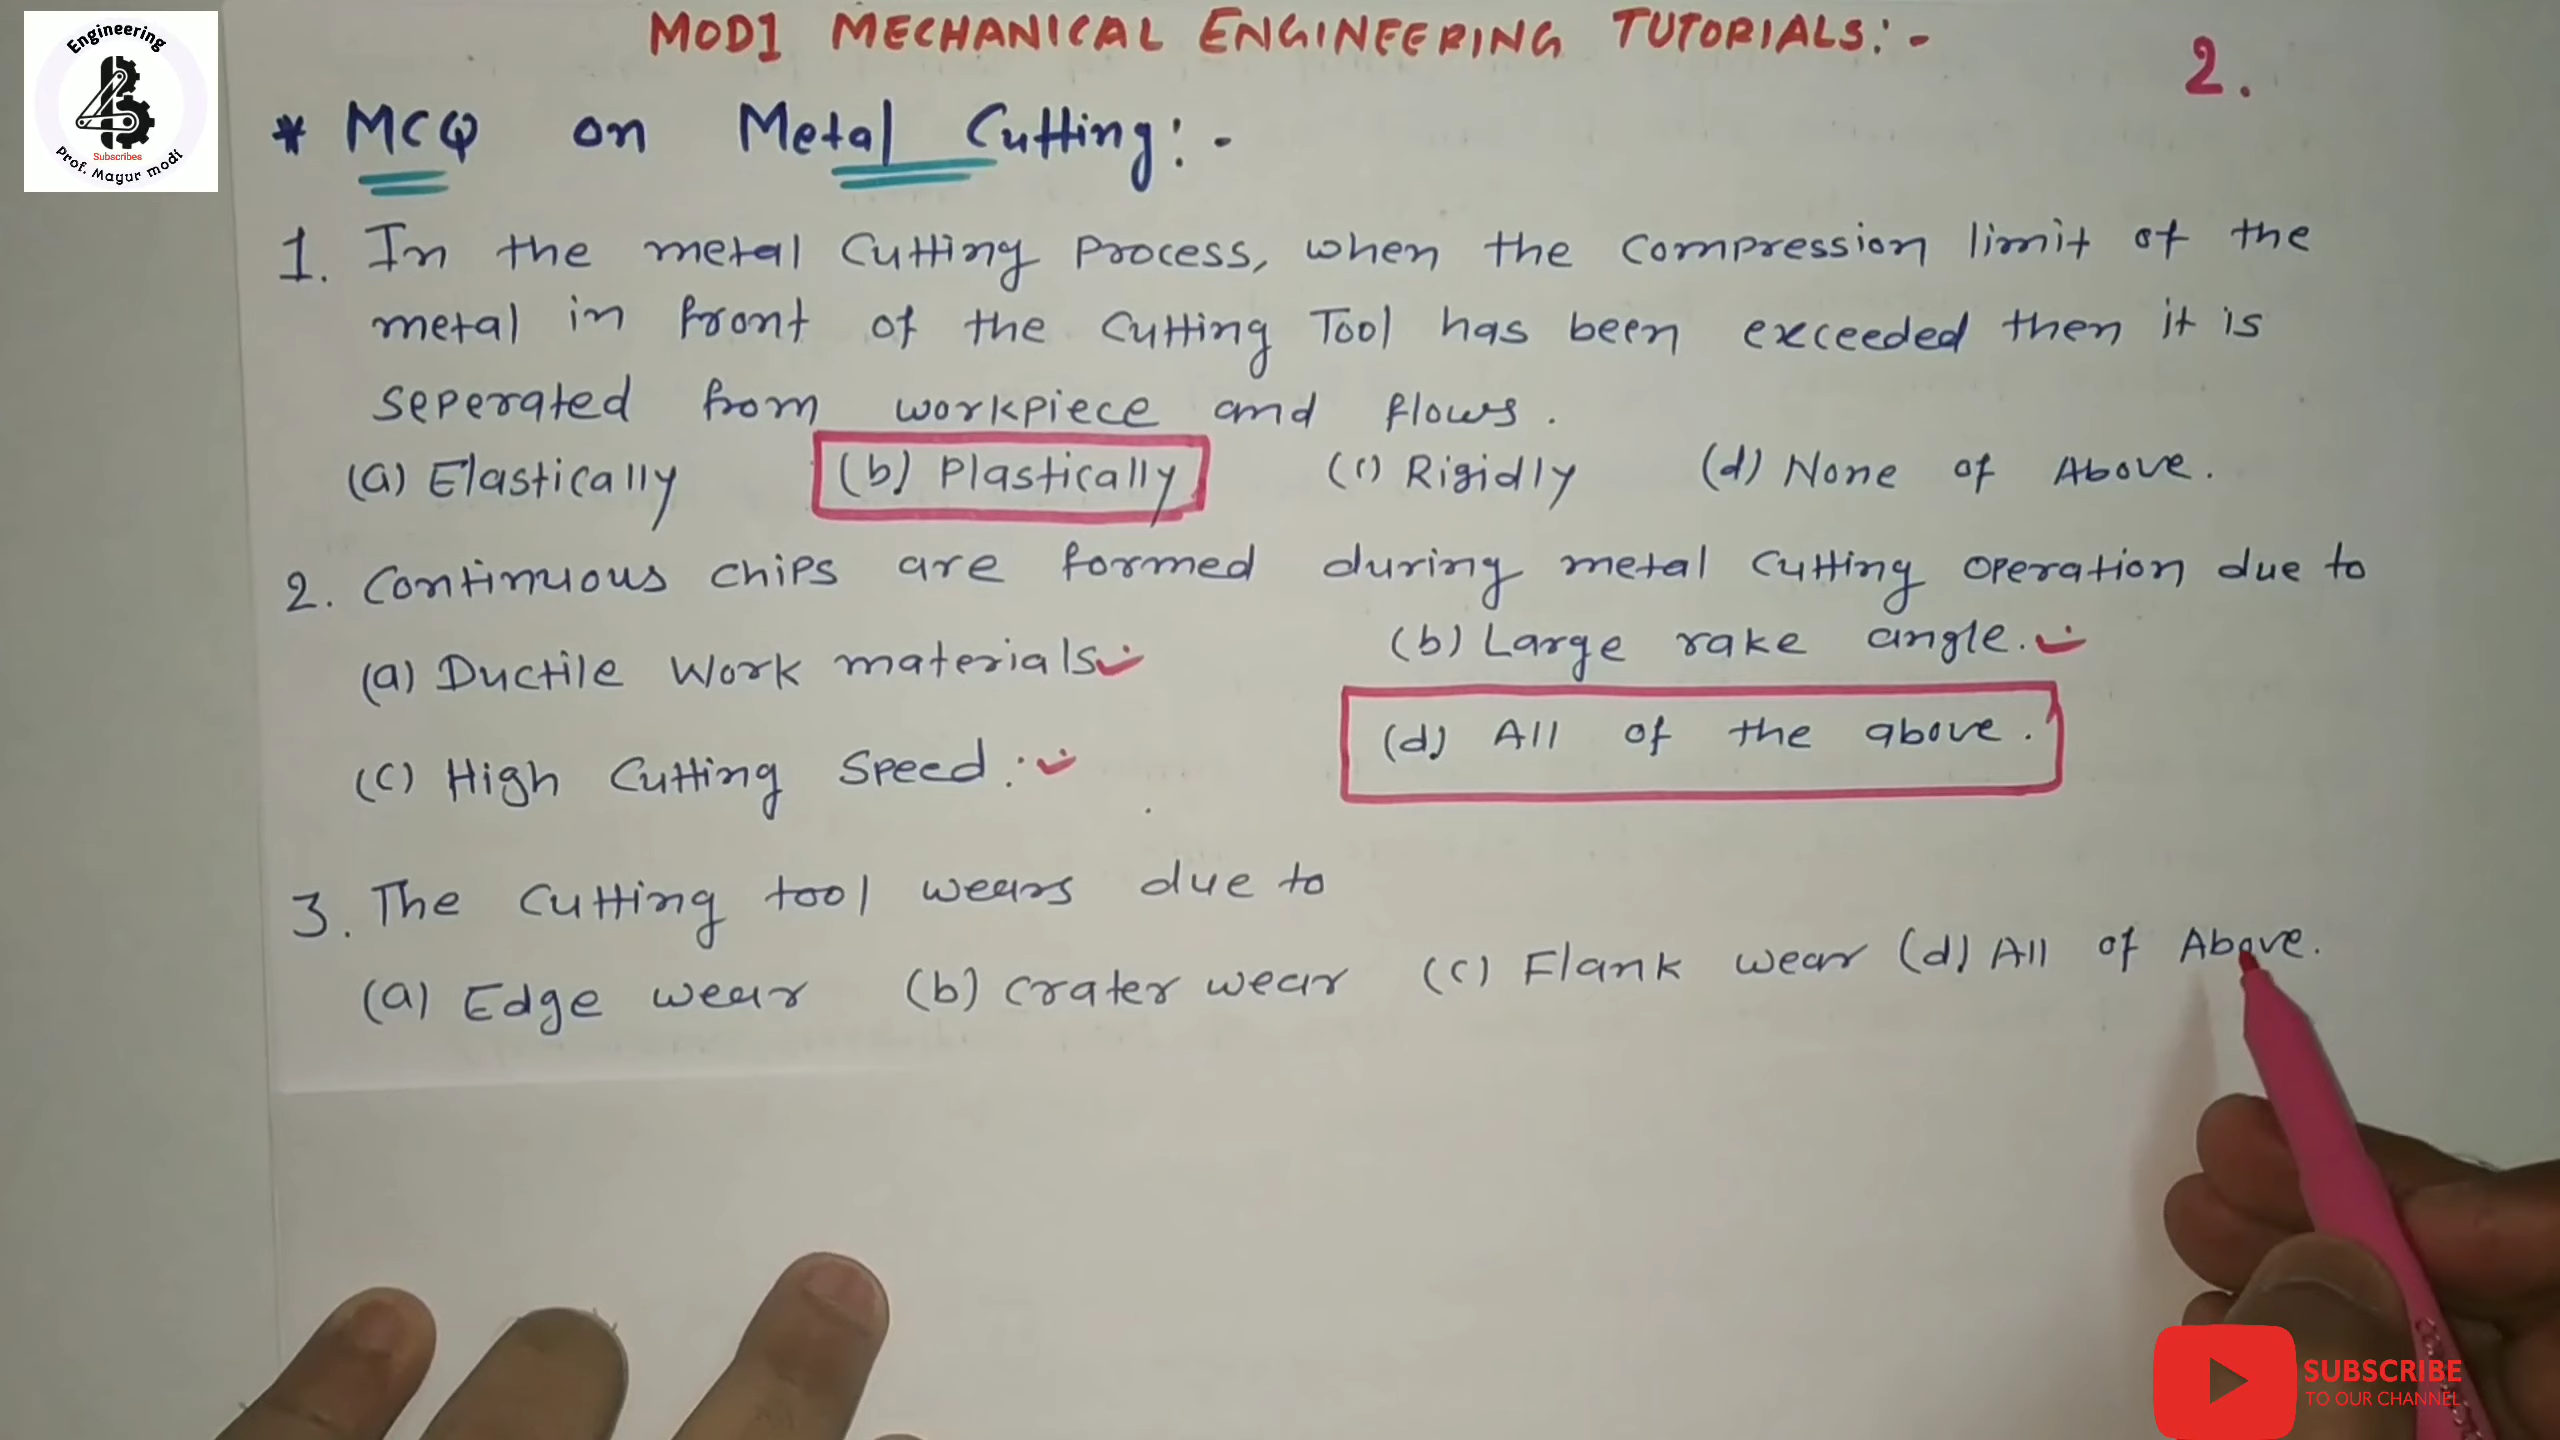 Engineering
Subscribes
Prof. Mayur modi
MODI MECHANICAL ENGINEERING TUTORIALS:-
2.
* MCQ on Metal Cutting:-
1. In the metal cutting process, when the compression limit of the
metal in front of the cutting Tool has been exceeded then it is
seperated from workpiece and flows.
(a) Elastically (b) Plastically (c) Rigidly (d) None of Above.
2. Continuous chips are formed during metal cutting operation due to
(a) Ductile Work materials (b) Large rake angle.
(c) High Cutting Speed: (d) All of the above.
3. The Cutting tool wears due to
(a) Edge wear (b) crater wear (c) Flank wear (d) All of Above.
SUBSCRIBE
TO OUR CHANNEL